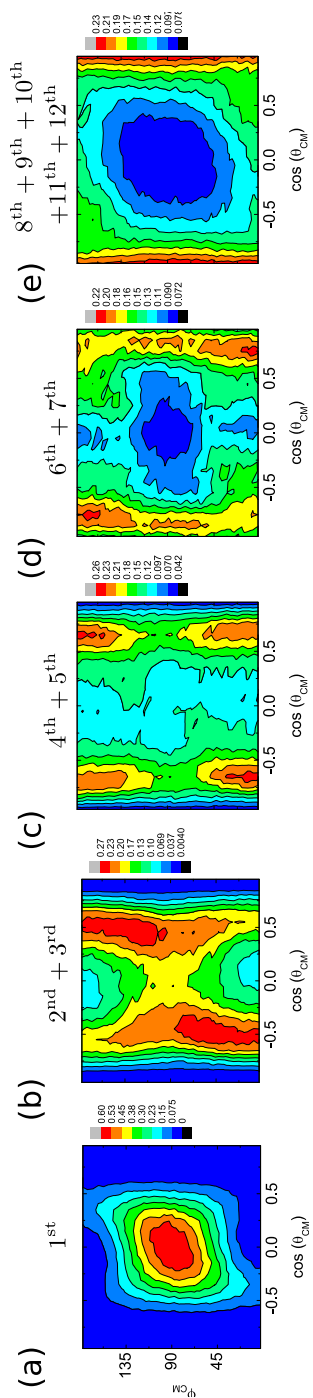 (a)
1st
0.60
0.53
0.45
0.38
0.30
0.23
0.15
0.075
0
135
90
45
φCM
-0.5 0.0 0.5
cos (θCM)
(b)
2nd + 3rd
0.27
0.23
0.20
0.17
0.13
0.10
0.069
0.037
0.0040
-0.5 0.0 0.5
cos (θCM)
(c)
4th + 5th
0.26
0.23
0.21
0.18
0.15
0.12
0.097
0.070
0.042
-0.5 0.0 0.5
cos (θCM)
(d)
6th + 7th
0.22
0.20
0.18
0.16
0.15
0.13
0.11
0.090
0.072
-0.5 0.0 0.5
cos (θCM)
(e)
8th + 9th + 10th
+11th + 12th
0.23
0.21
0.19
0.17
0.15
0.14
0.12
0.097
0.078
-0.5 0.0 0.5
cos (θCM)